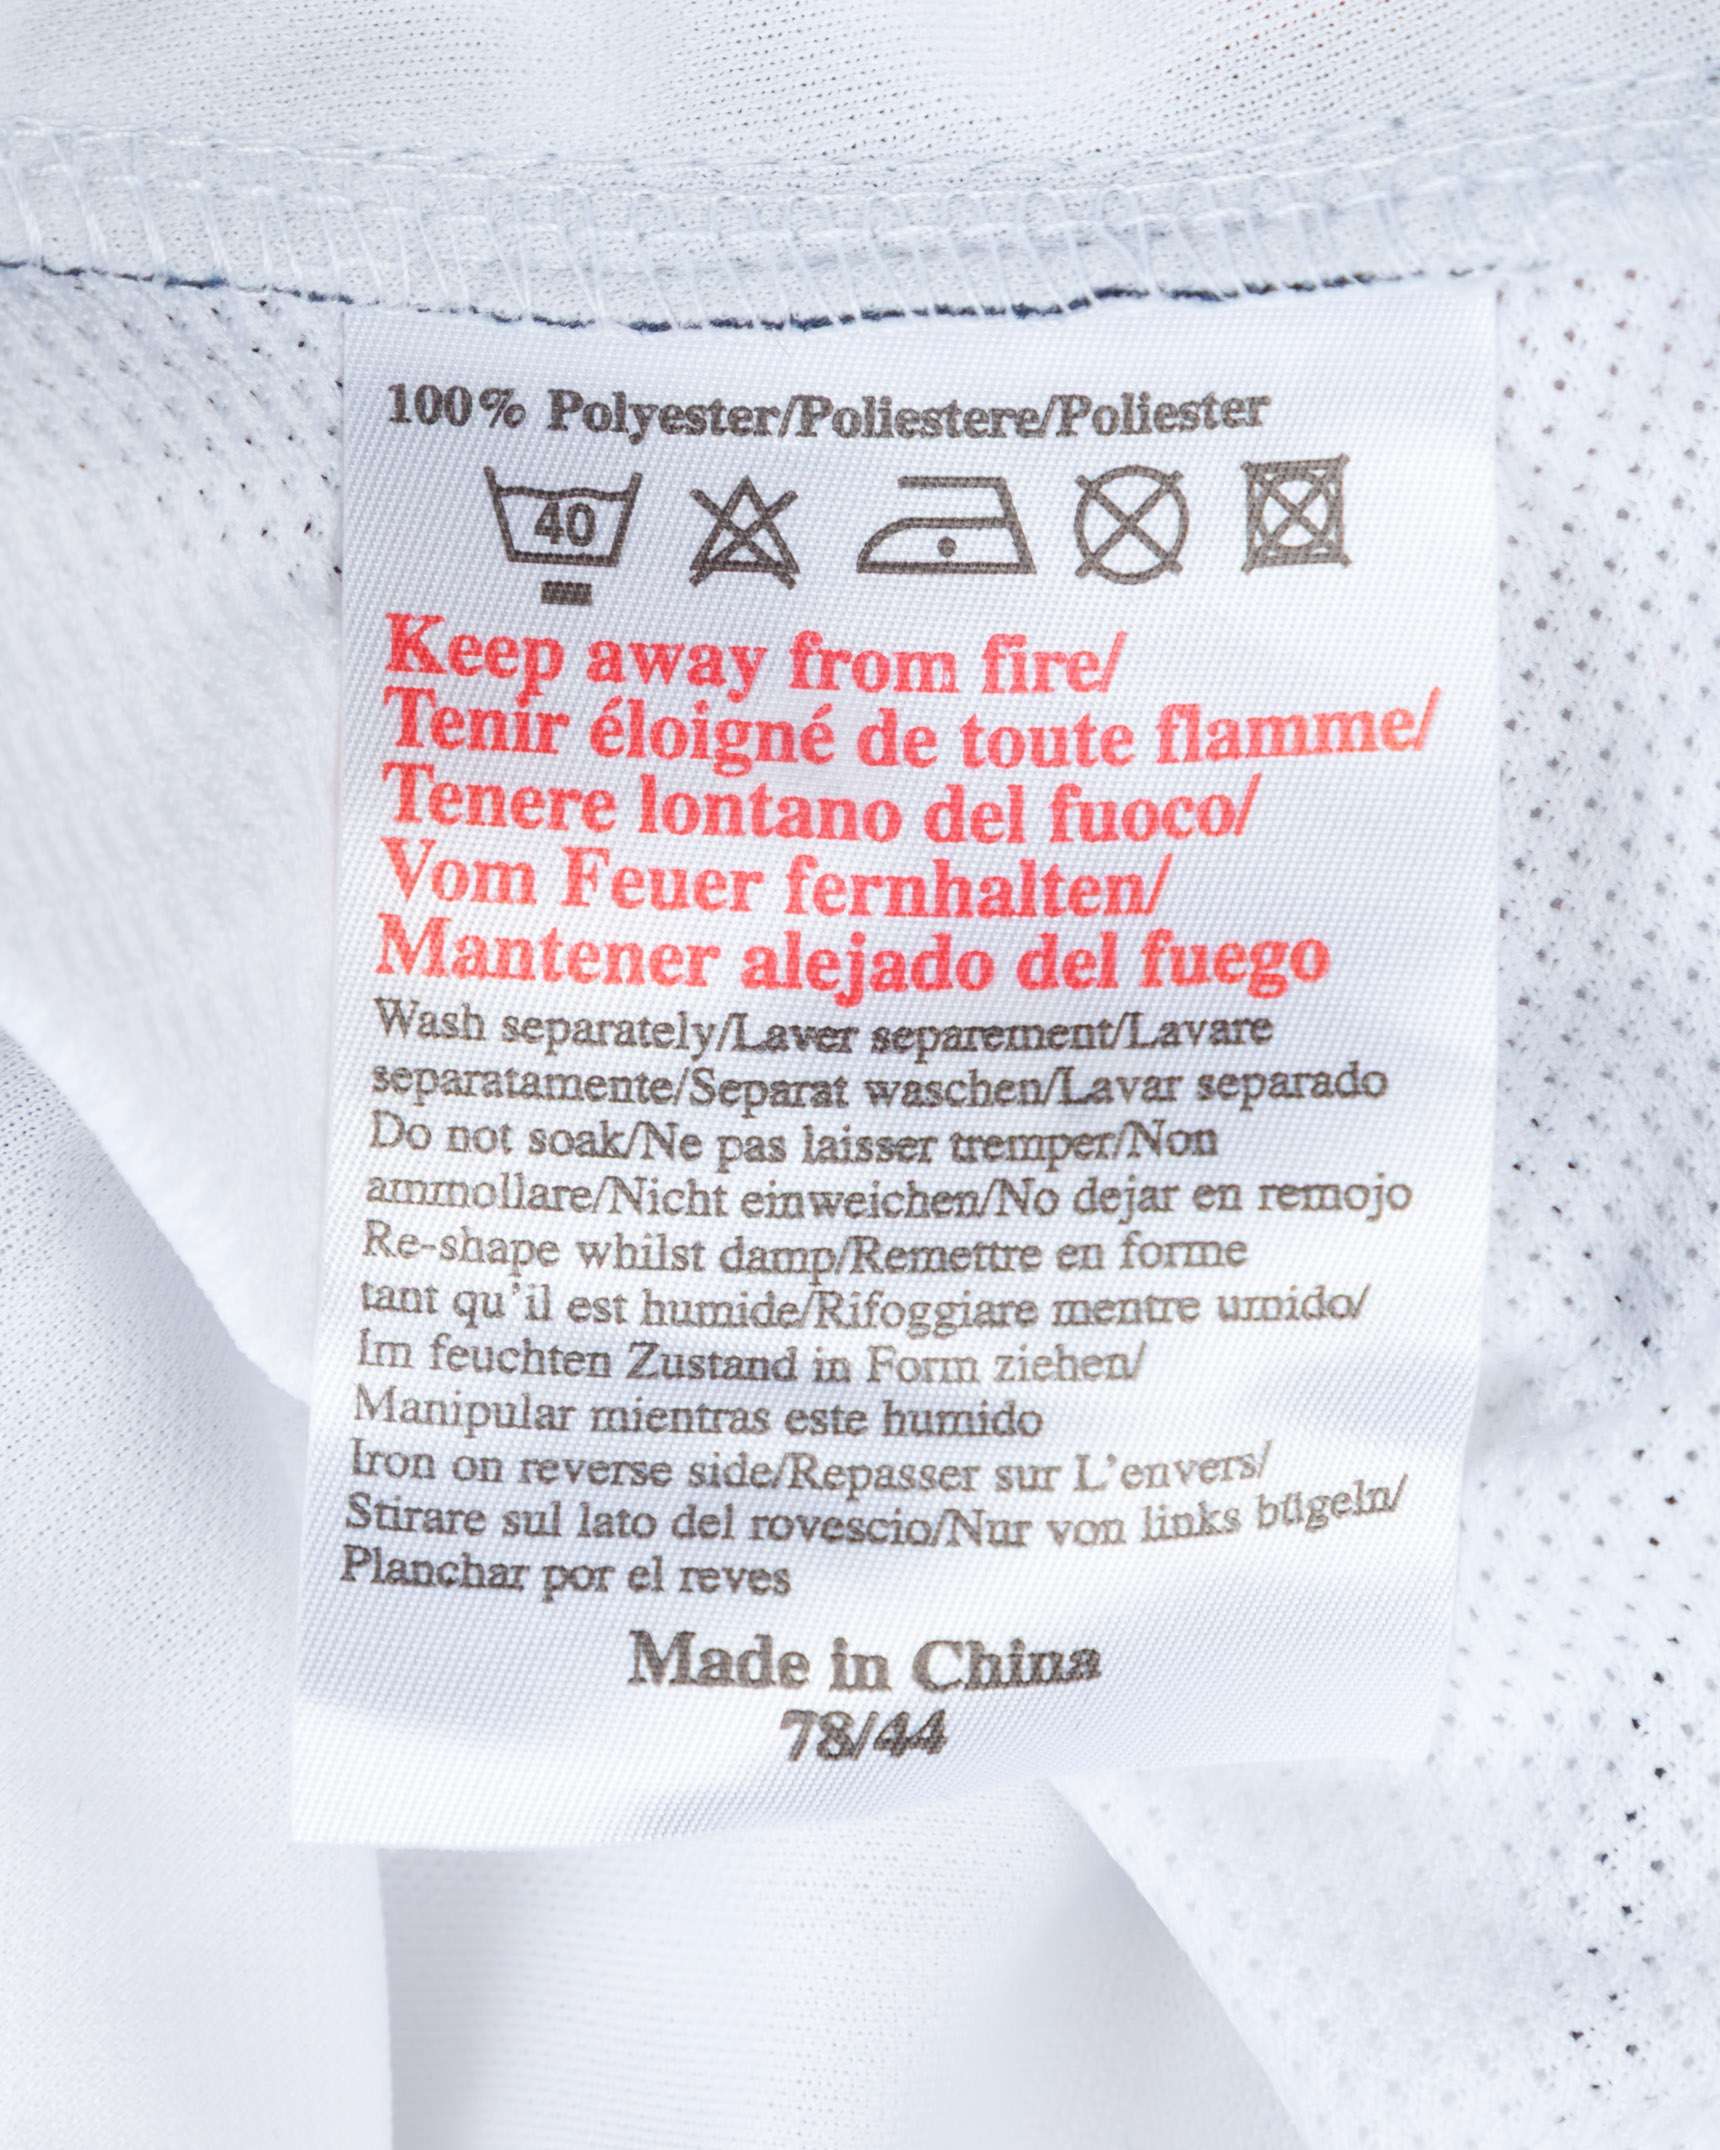 100% Polyester/Poliestere/Poliester
40
Keep away from fire/
Tenir éloigné de toute flamme/
Tenere lontano del fuoco/
Vom Feuer fernhalten/
Mantener alejado del fuego
Wash separately/Laver separement/Lavare
separatamente/Separat waschen/Lavar separado
Do not soak/Ne pas laisser tremper/Non
ammollare/Nicht einweichen/No dejar en remojo
Re-shape whilst damp/Remettre en forme
tant qu'il est humide/Rifoggiare mentre umido/
Im feuchten Zustand in Form ziehen/
Manipular mientras este humido
Iron on reverse side/Repasser sur L'envers/
Stirare sul lato del rovescio/Nur von links bügeln/
Planchar por el reves
Made in China
78/44